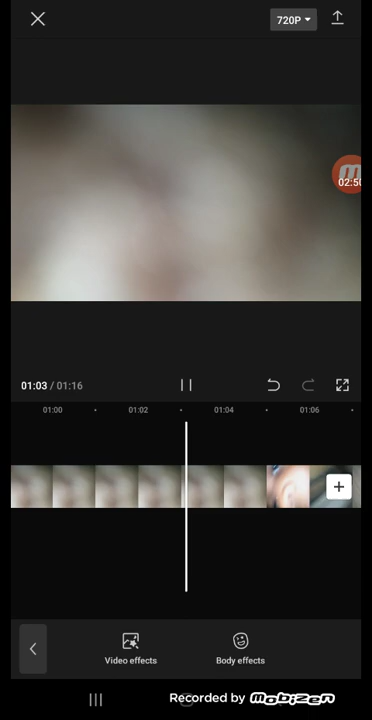 720P
02:50
01:03 / 01:16
01:00 01:02 01:04 01:06
Video effects
Body effects
Recorded by Mobizen